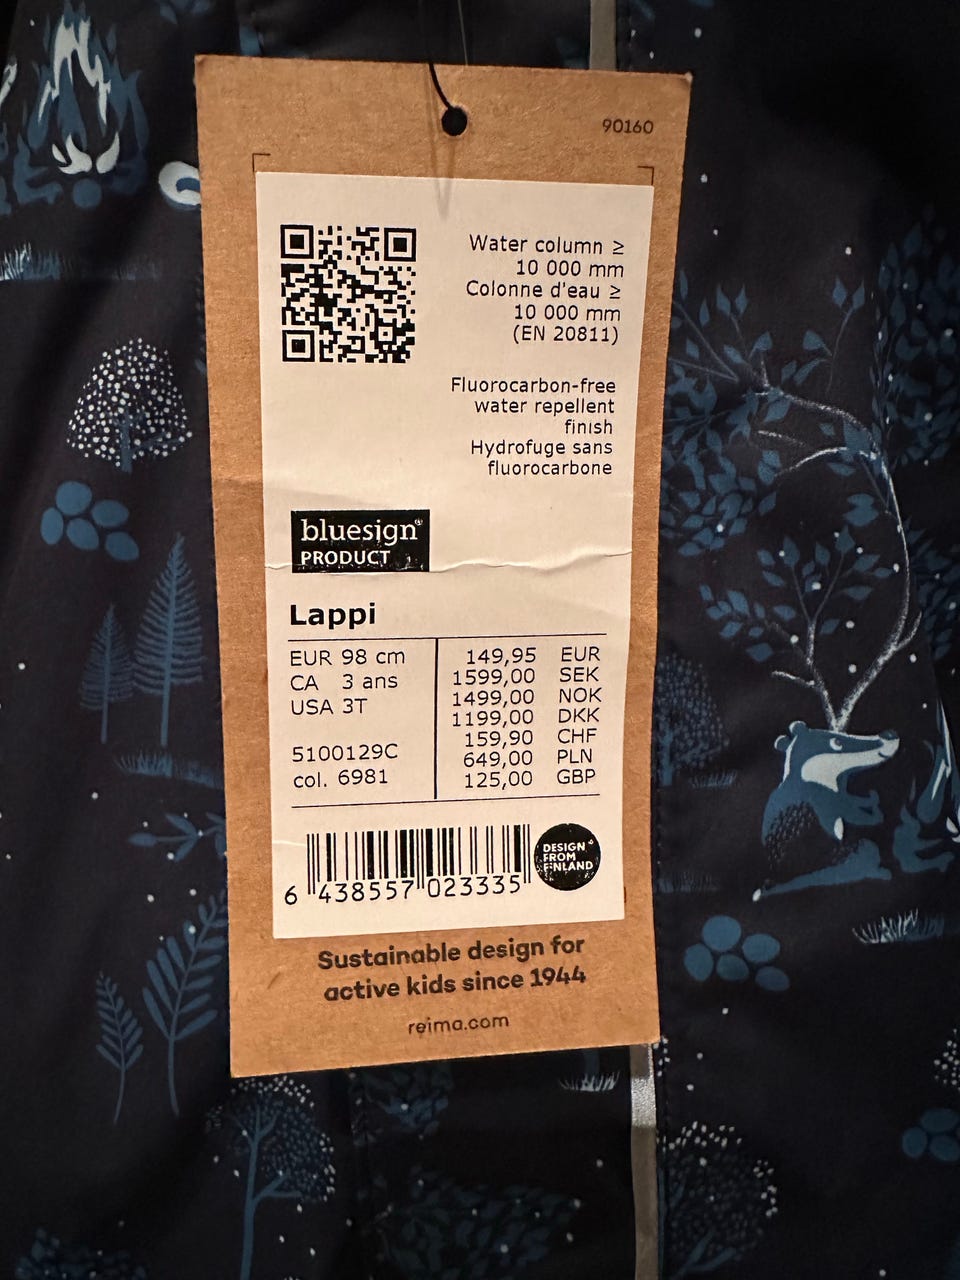 90160
Water column ≥
10 000 mm
Colonne d'eau ≥
10 000 mm
(EN 20811)
Fluorocarbon-free
water repellent
finish
Hydrofuge sans
fluorocarbone
bluesign®
PRODUCT
Lappi
EUR 98 cm
CA 3 ans
USA 3T
5100129C
col. 6981
149,95 EUR
1599,00 SEK
1499,00 NOK
1199,00 DKK
159,90 CHF
649,00 PLN
125,00 GBP
6 438557 023335
DESIGN
FROM
FINLAND
Sustainable design for
active kids since 1944
reima.com